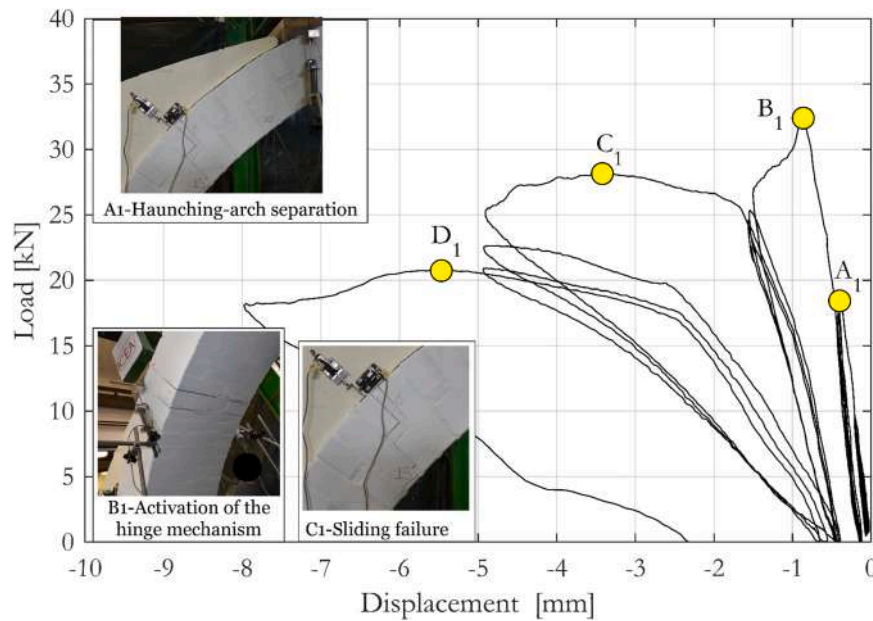 40
35
30
25
20
15
10
5
0
Load [kN]
-10
-9
-8
-7
-6
-5
-4
-3
-2
-1
0
Displacement [mm]
A1-Haunching-arch separation
B1
C1
D1
A1
B1-Activation of the
hinge mechanism
C1-Sliding failure